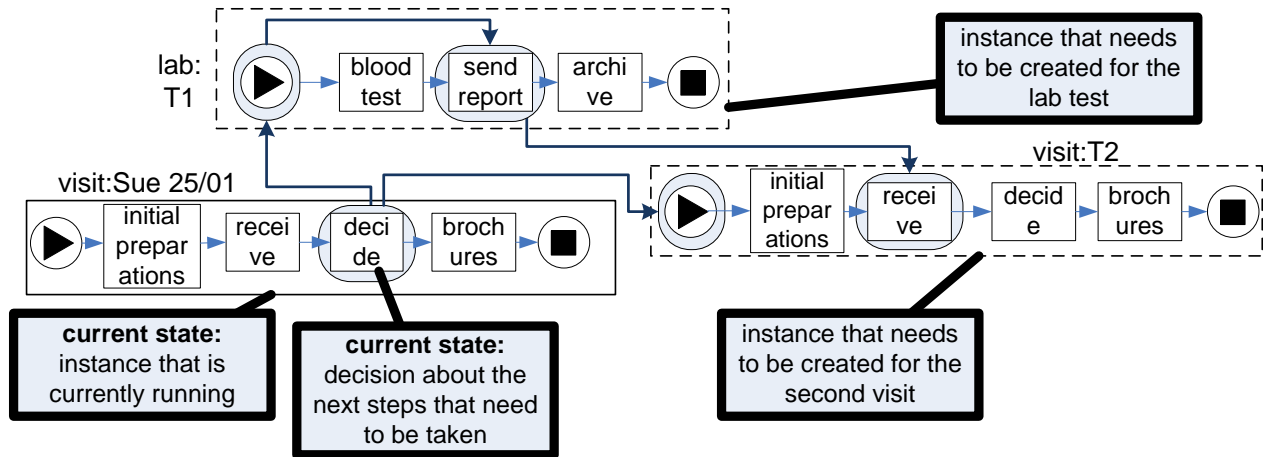 lab:
T1
blood
test
send
report
archi
ve
instance that needs
to be created for the
lab test
visit:Sue 25/01
initial
prepar
ations
recei
ve
deci
de
broch
ures
visit:T2
initial
prepar
ations
recei
ve
decid
e
broch
ures
current state:
instance that is
currently running
current state:
decision about the
next steps that need
to be taken
instance that needs
to be created for the
second visit